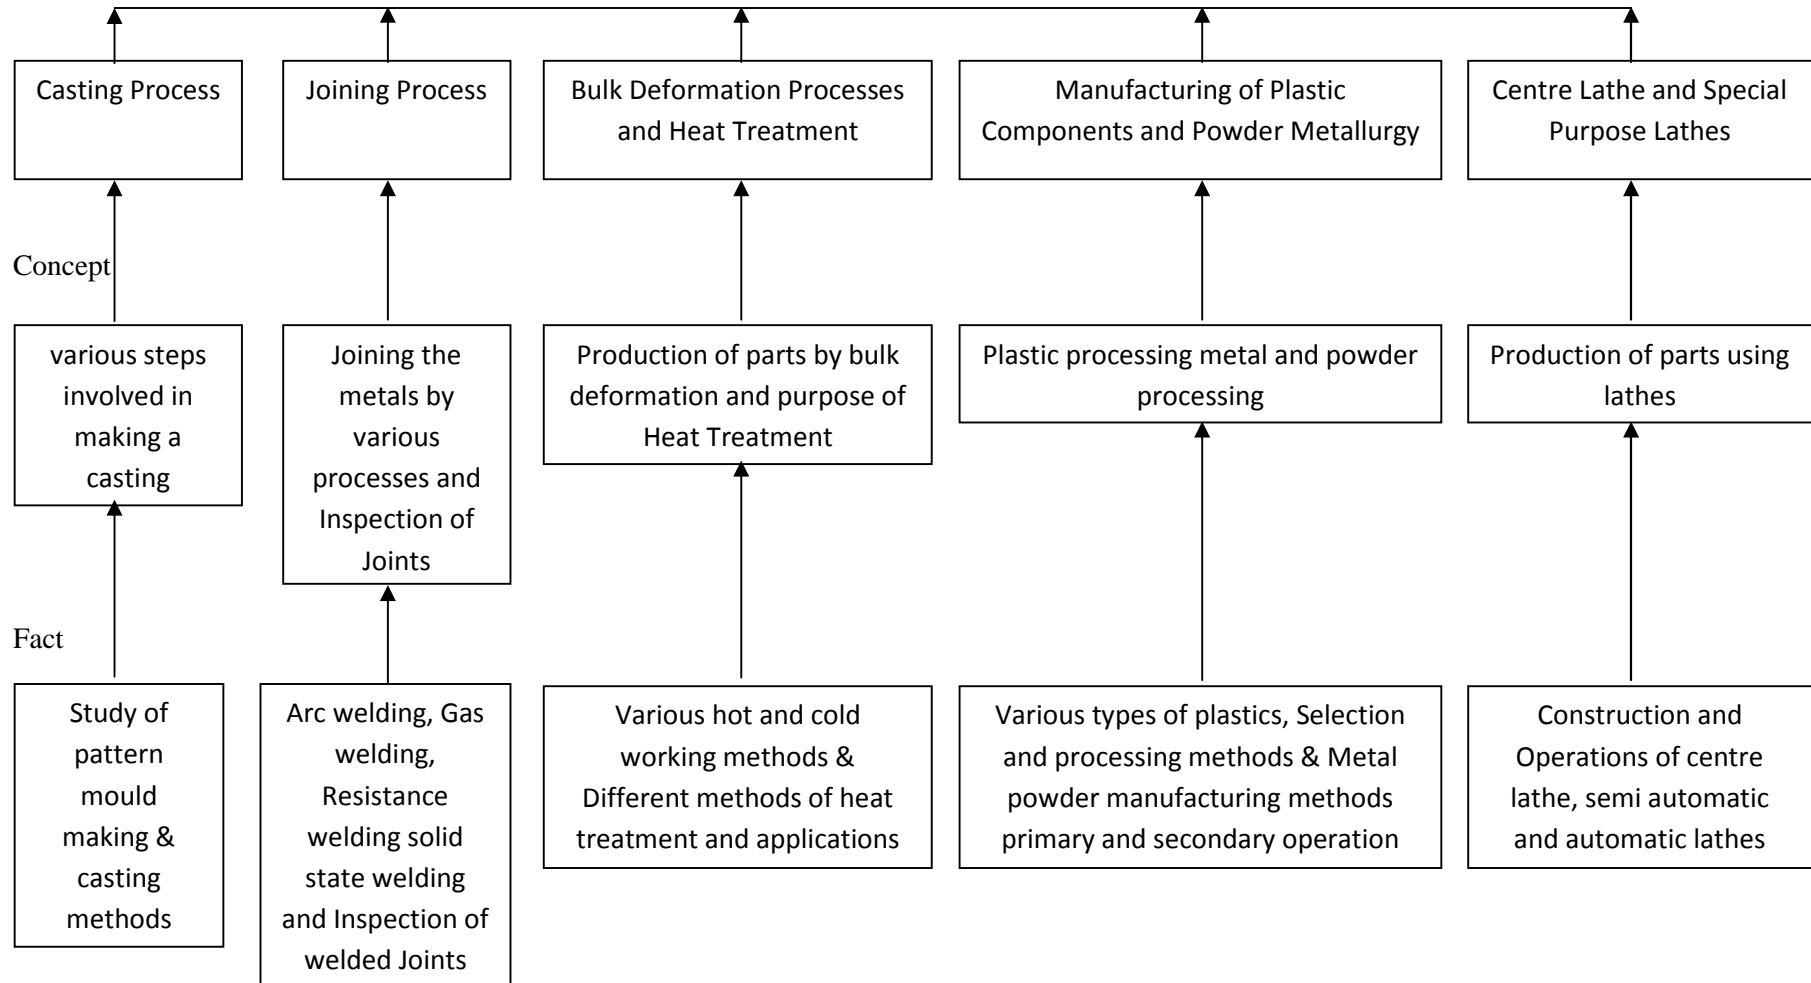 Casting Process
Joining Process
Bulk Deformation Processes
and Heat Treatment
Manufacturing of Plastic
Components and Powder Metallurgy
Centre Lathe and Special
Purpose Lathes
Concept
various steps
involved in
making a
casting
Joining the
metals by
various
processes and
Inspection of
Joints
Production of parts by bulk
deformation and purpose of
Heat Treatment
Plastic processing metal and powder
processing
Production of parts using
lathes
Fact
Study of
pattern
mould
making &
casting
methods
Arc welding, Gas
welding,
Resistance
welding solid
state welding
and Inspection of
welded Joints
Various hot and cold
working methods &
Different methods of heat
treatment and applications
Various types of plastics, Selection
and processing methods & Metal
powder manufacturing methods
primary and secondary operation
Construction and
Operations of centre
lathe, semi automatic
and automatic lathes